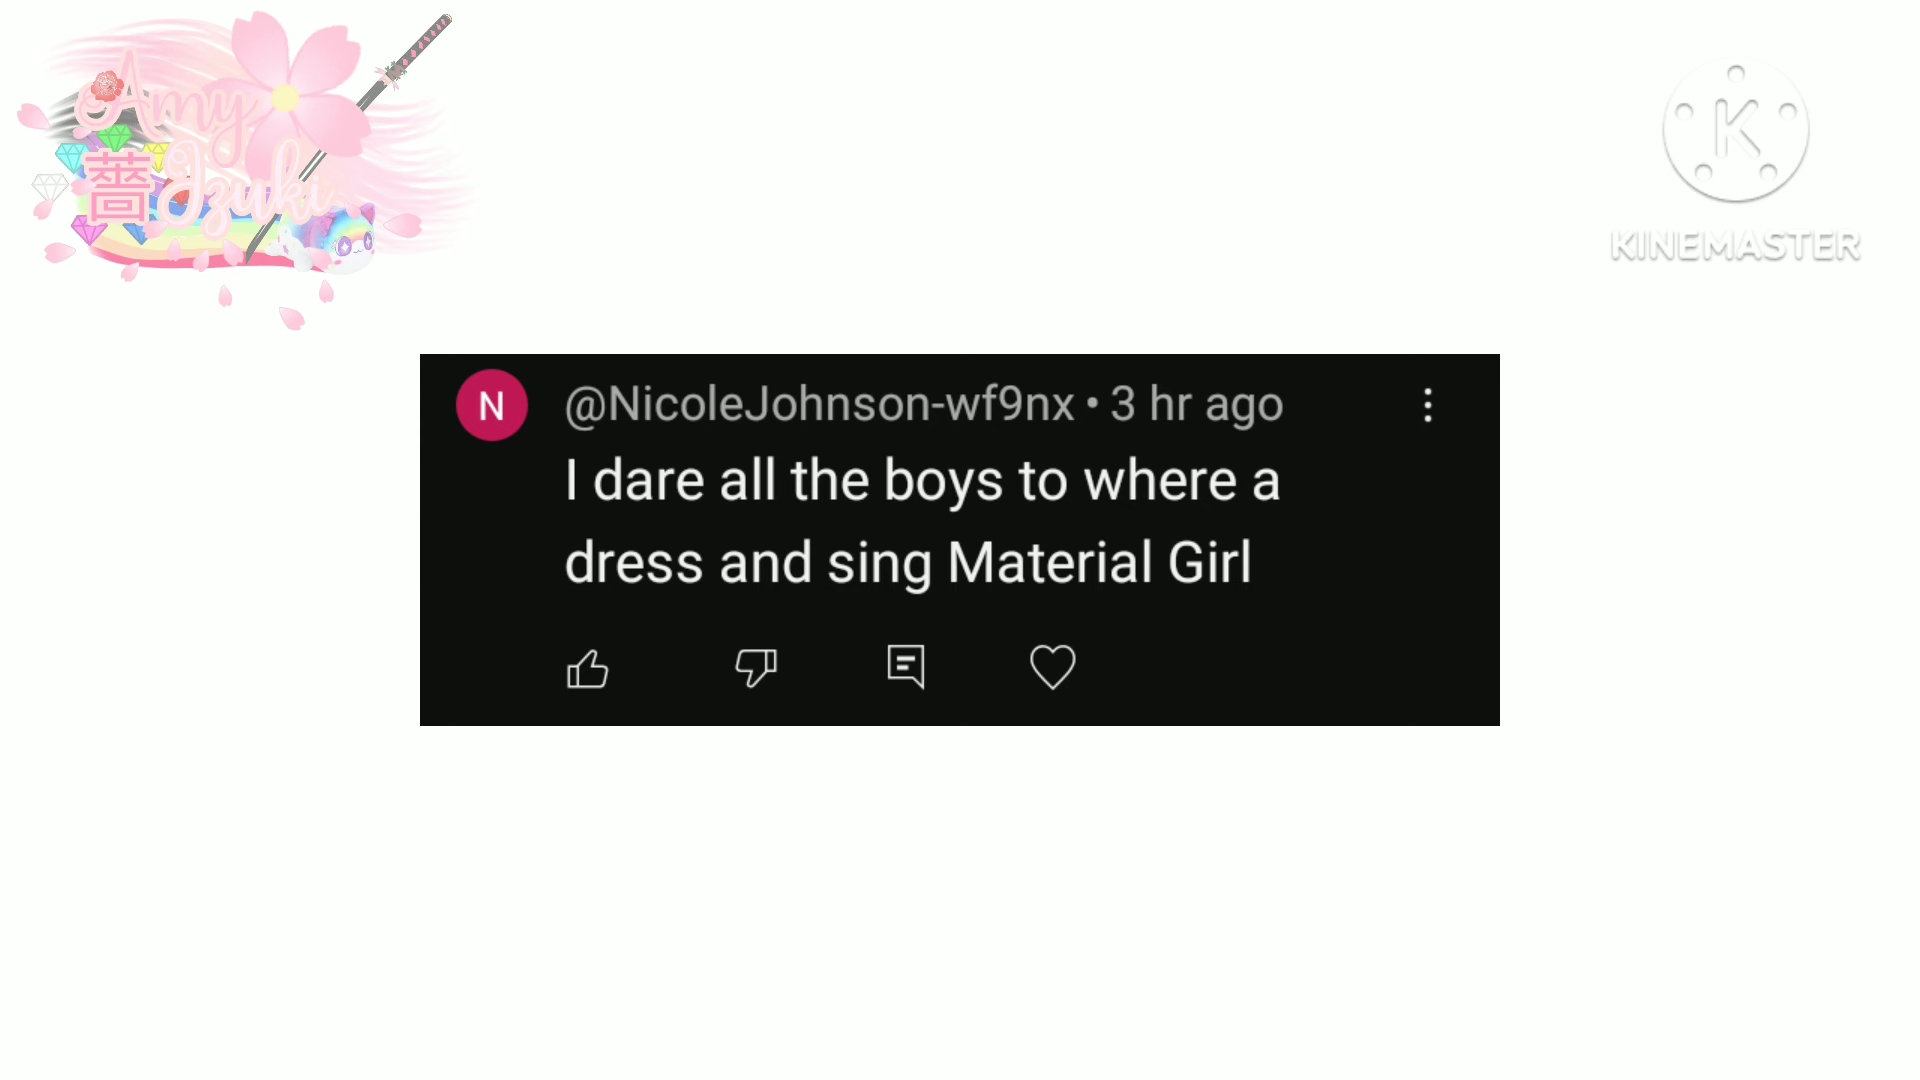 Amy
薔 Izuki
K
KINEMASTER
N
@NicoleJohnson-wf9nx • 3 hr ago
I dare all the boys to where a
dress and sing Material Girl